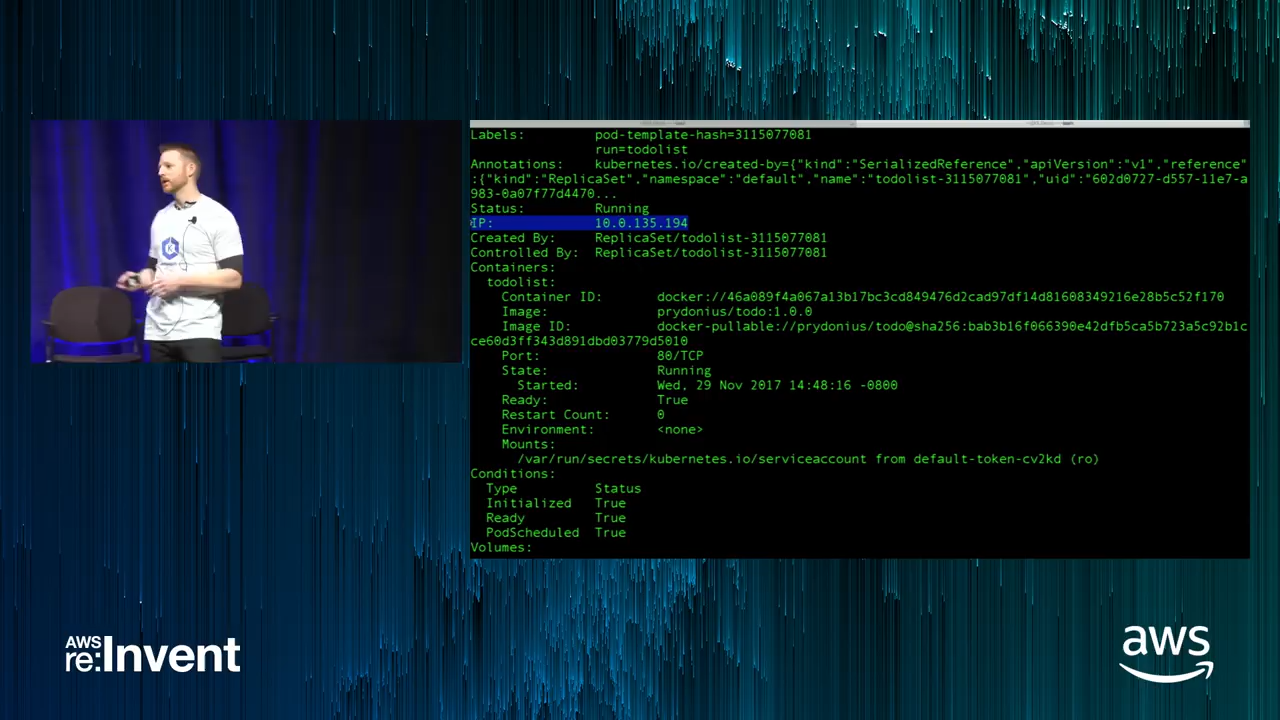 Labels: pod-template-hash=3115077081
run=todolist
Annotations: kubernetes.io/created-by={"kind":"SerializedReference","apiVersion":"v1","reference"
:{"kind":"ReplicaSet","namespace":"default","name":"todolist-3115077081","uid":"602d0727-d557-11e7-a
983-0a07f77d4470...
Status: Running
IP: 10.0.135.194
Created By: ReplicaSet/todolist-3115077081
Controlled By: ReplicaSet/todolist-3115077081
Containers:
todolist:
Container ID: docker://46a089f4a067a13b17bc3cd849476d2cad97df14d81608349216e28b5c52f170
Image: prydonius/todo:1.0.0
Image ID: docker-pullable://prydonius/todo@sha256:bab3b16f066390e42dfb5ca5b723a5c92b1c
ce60d3ff343d891dbd03779d5010
Port: 80/TCP
State: Running
Started: Wed, 29 Nov 2017 14:48:16 -0800
Ready: True
Restart Count: 0
Environment: <none>
Mounts:
/var/run/secrets/kubernetes.io/serviceaccount from default-token-cv2kd (ro)
Conditions:
Type Status
Initialized True
Ready True
PodScheduled True
Volumes:
AWS
re:Invent
aws